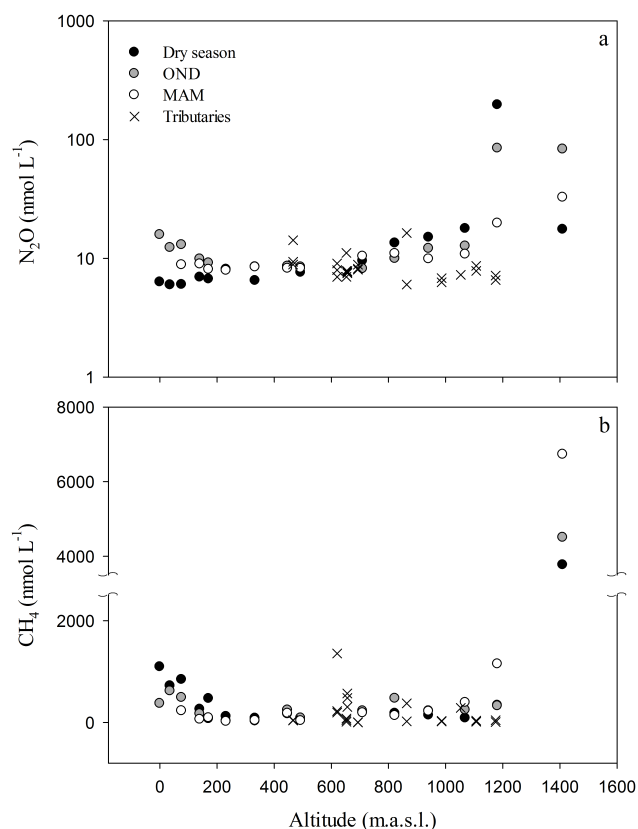 1000
a
Dry season
OND
MAM
Tributaries
100
10
1
N₂O (nmol L⁻¹)
8000
b
6000
4000
2000
0
CH₄ (nmol L⁻¹)
0 200 400 600 800 1000 1200 1400 1600
Altitude (m.a.s.l.)